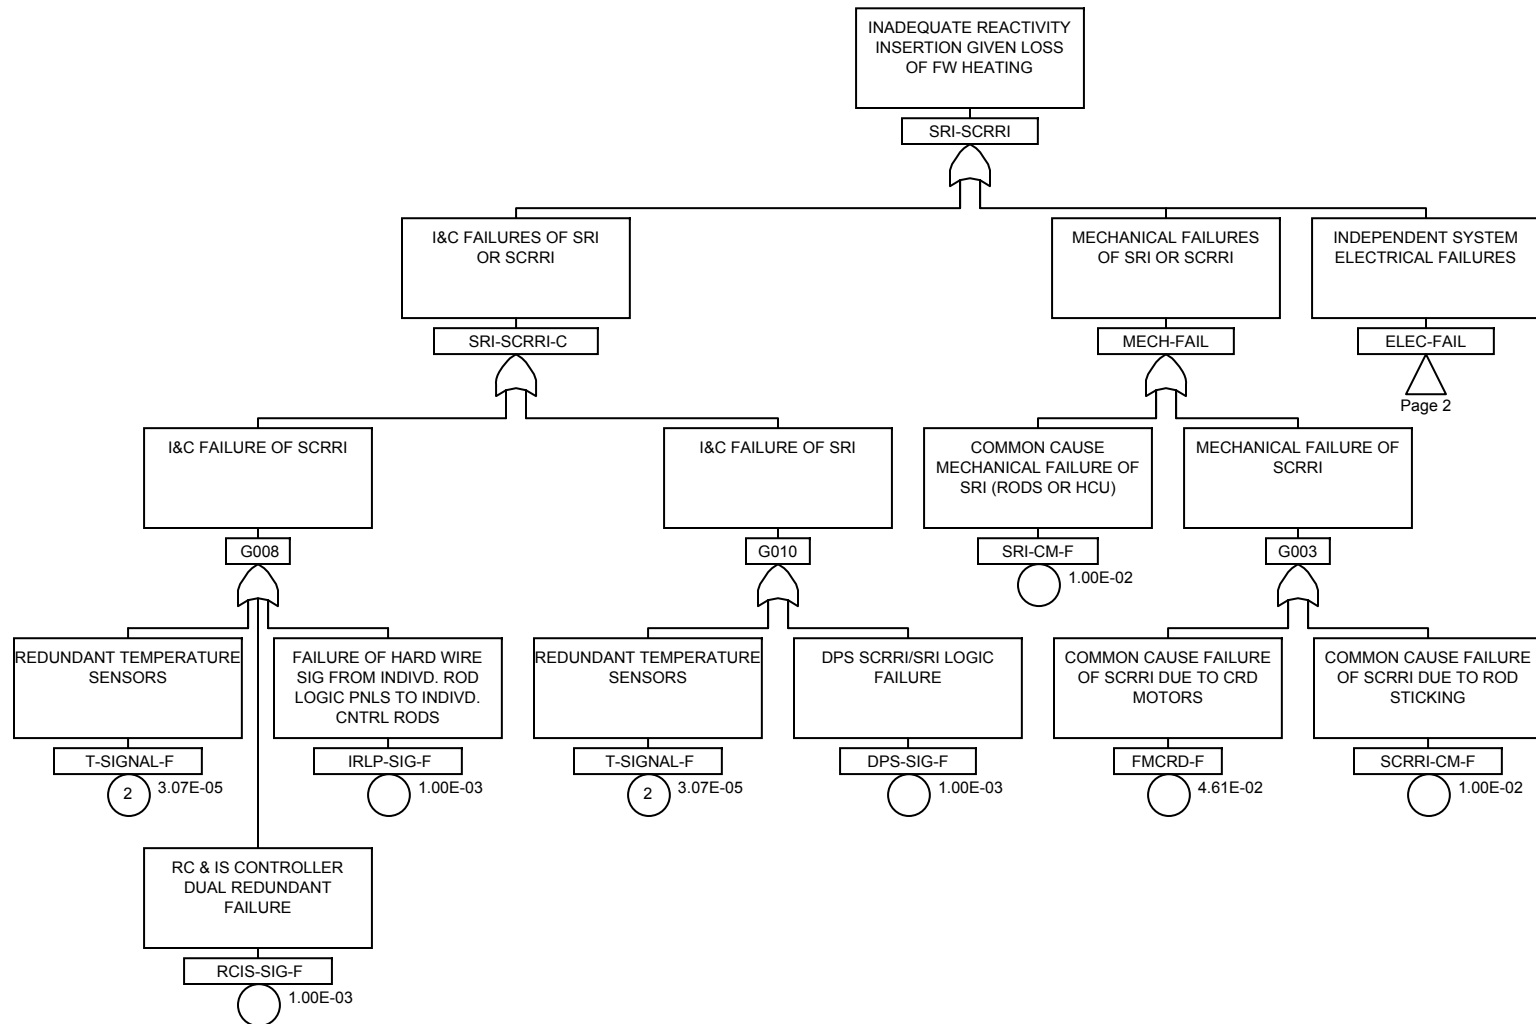 INADEQUATE REACTIVITY
INSERTION GIVEN LOSS
OF FW HEATING
SRI-SCRRI
I&C FAILURES OF SRI
OR SCRRI
SRI-SCRRI-C
MECHANICAL FAILURES
OF SRI OR SCRRI
MECH-FAIL
INDEPENDENT SYSTEM
ELECTRICAL FAILURES
ELEC-FAIL
Page 2
I&C FAILURE OF SCRRI
G008
I&C FAILURE OF SRI
G010
COMMON CAUSE
MECHANICAL FAILURE OF
SRI (RODS OR HCU)
SRI-CM-F
1.00E-02
MECHANICAL FAILURE OF
SCRRI
G003
REDUNDANT TEMPERATURE
SENSORS
T-SIGNAL-F
2
3.07E-05
FAILURE OF HARD WIRE
SIG FROM INDIVD. ROD
LOGIC PNLS TO INDIVD.
CNTRL RODS
IRLP-SIG-F
1.00E-03
REDUNDANT TEMPERATURE
SENSORS
T-SIGNAL-F
2
3.07E-05
DPS SCRRI/SRI LOGIC
FAILURE
DPS-SIG-F
1.00E-03
COMMON CAUSE FAILURE
OF SCRRI DUE TO CRD
MOTORS
FMCRD-F
4.61E-02
COMMON CAUSE FAILURE
OF SCRRI DUE TO ROD
STICKING
SCRRI-CM-F
1.00E-02
RC & IS CONTROLLER
DUAL REDUNDANT
FAILURE
RCIS-SIG-F
1.00E-03